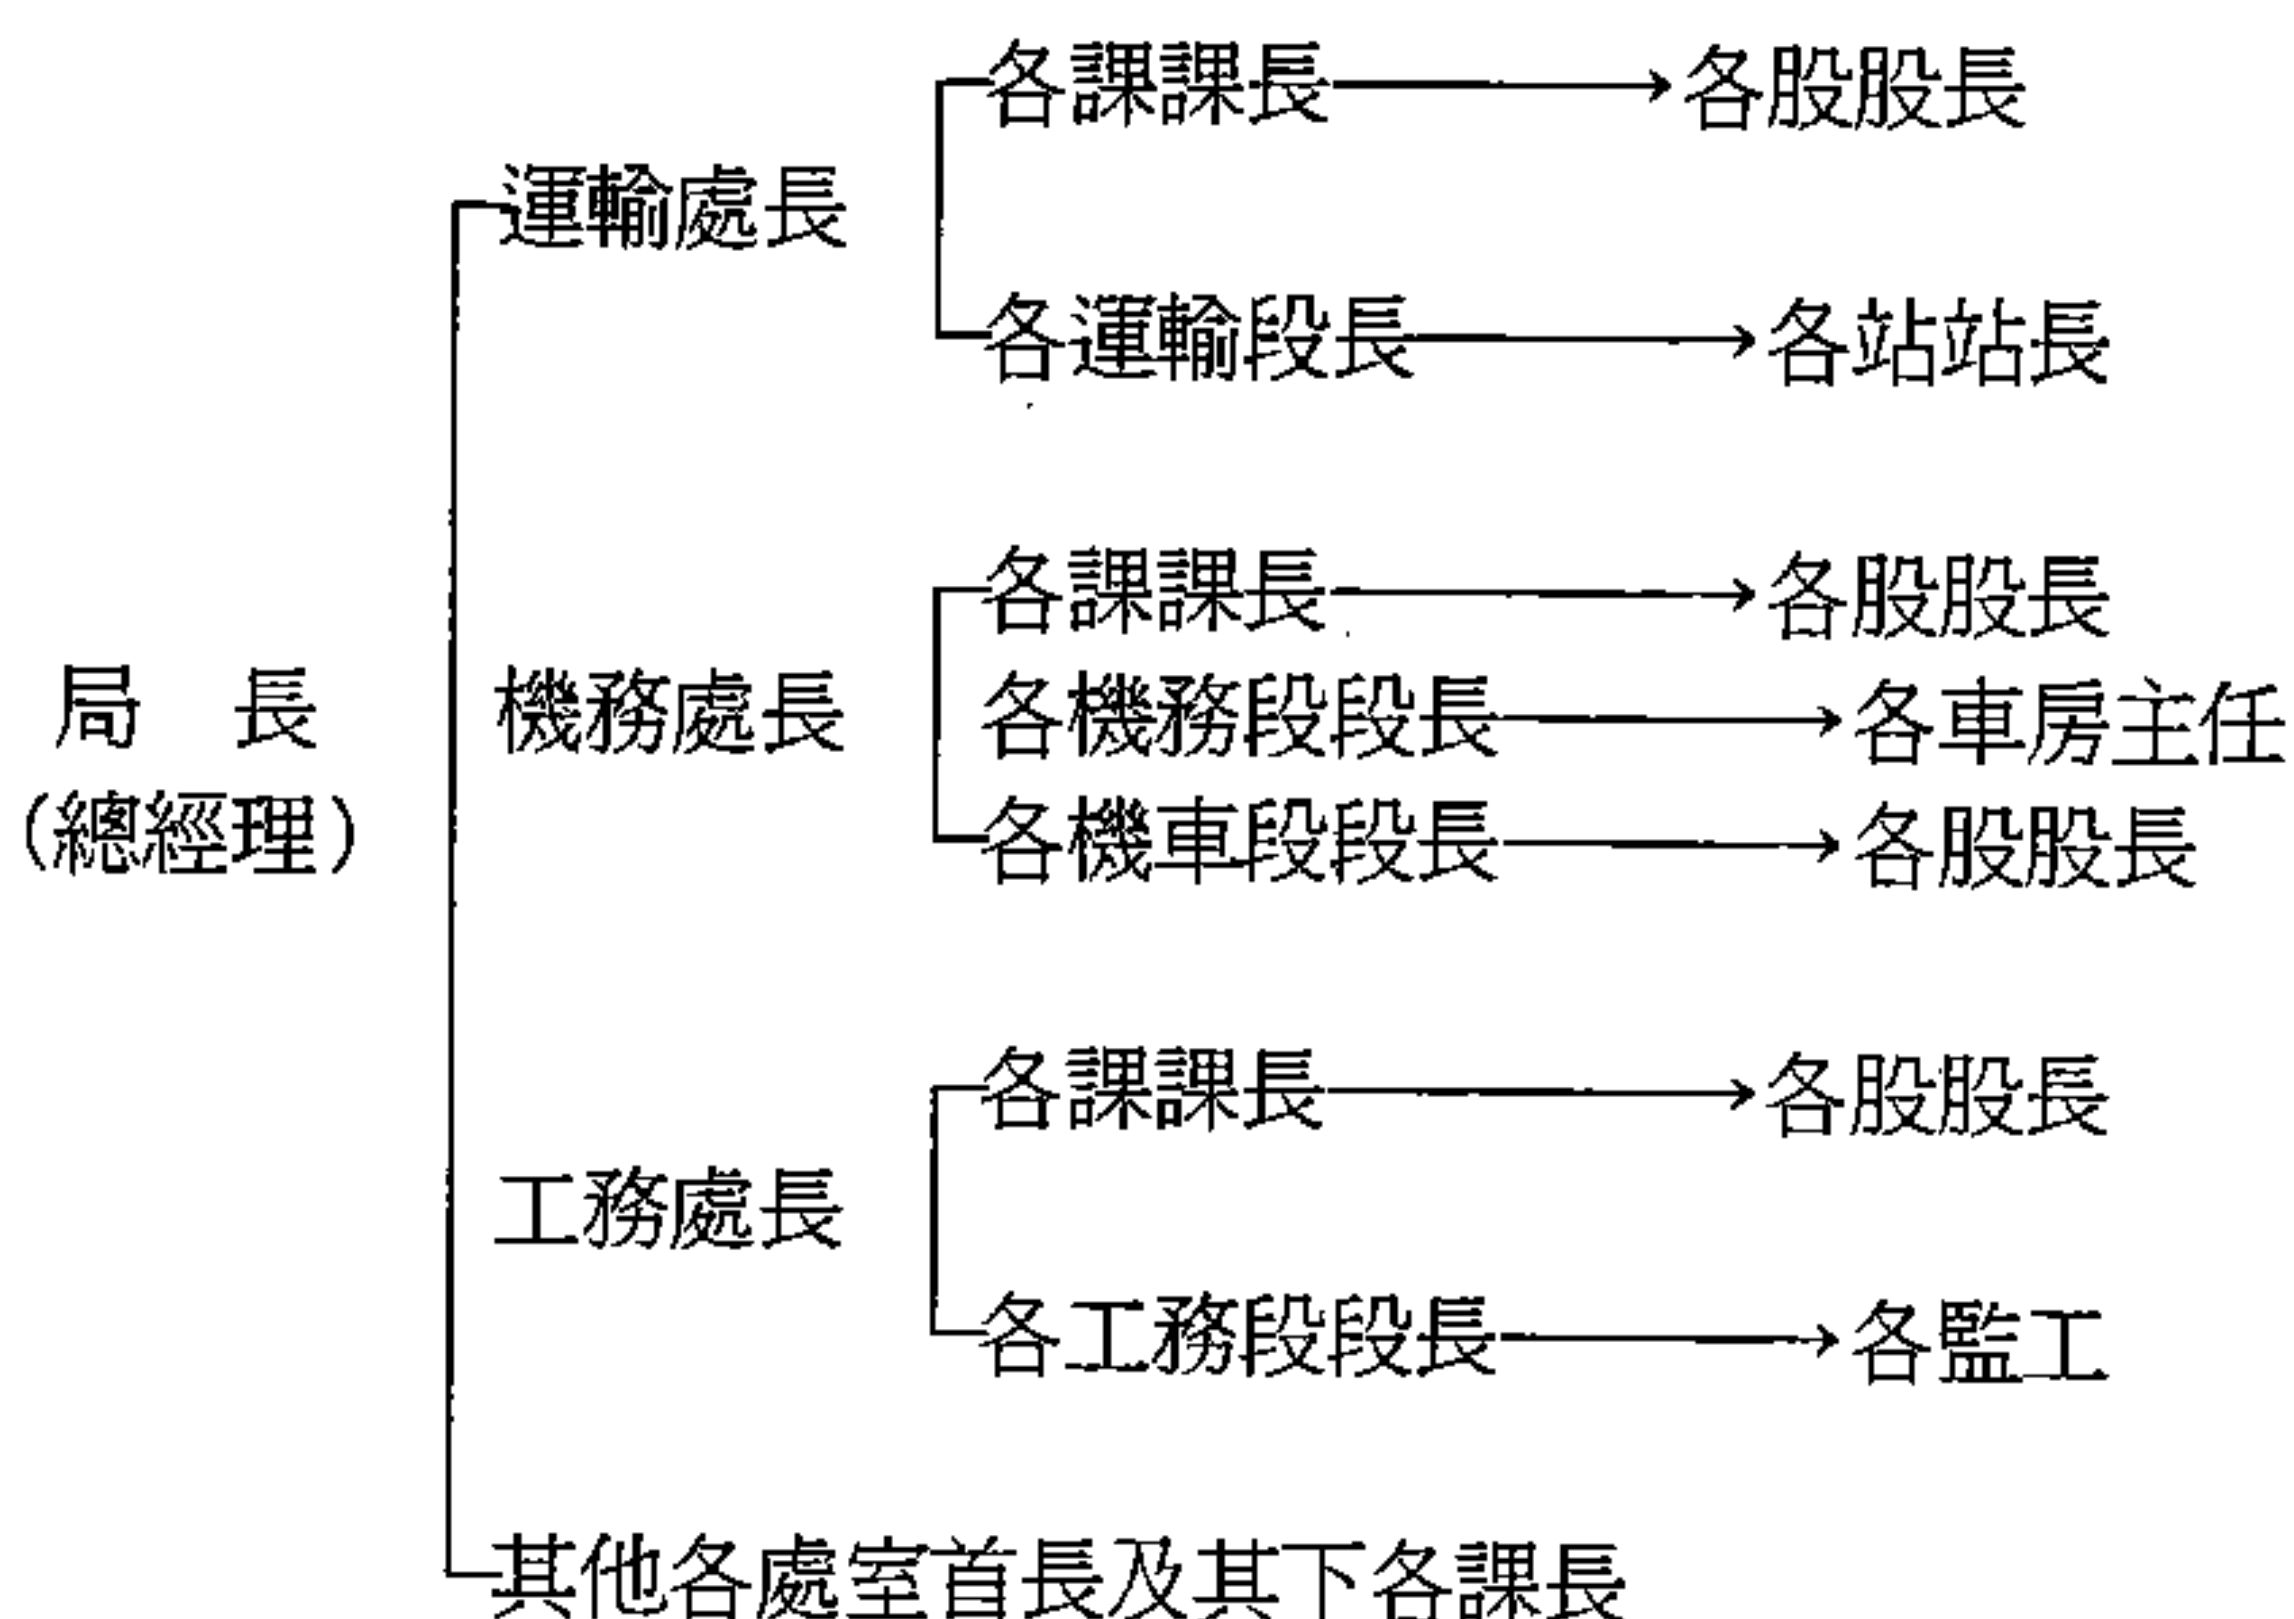 各課課長 各股股長
運輸處長
各運輸段長 各站站長
各課課長 各股股長
局 長 機務處長 各機務段段長 各車房主任
(總經理) 各機車段段長 各股股長
各課課長 各股股長
工務處長
各工務段段長 各監工
其他各處室首長及其下各課長